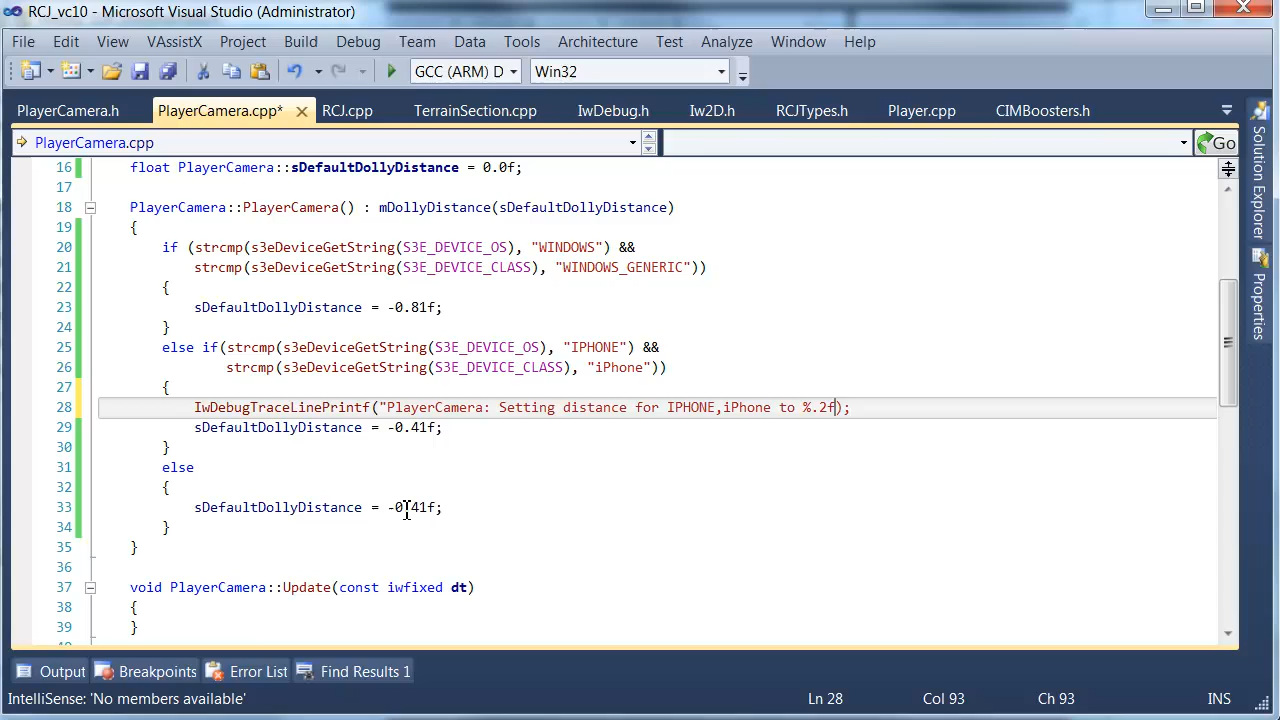 RCJ_vc10 - Microsoft Visual Studio (Administrator)
File Edit View VAssistX Project Build Debug Team Data Tools Architecture Test Analyze Window Help
GCC (ARM) D Win32
PlayerCamera.h PlayerCamera.cpp* RCJ.cpp TerrainSection.cpp IwDebug.h Iw2D.h RCJTypes.h Player.cpp CIMBoosters.h
PlayerCamera.cpp Go
16 float PlayerCamera::sDefaultDollyDistance = 0.0f;
17
18 PlayerCamera::PlayerCamera() : mDollyDistance(sDefaultDollyDistance)
19 {
20 if (strcmp(s3eDeviceGetString(S3E_DEVICE_OS), "WINDOWS") &&
21 strcmp(s3eDeviceGetString(S3E_DEVICE_CLASS), "WINDOWS_GENERIC"))
22 {
23 sDefaultDollyDistance = -0.81f;
24 }
25 else if(strcmp(s3eDeviceGetString(S3E_DEVICE_OS), "IPHONE") &&
26 strcmp(s3eDeviceGetString(S3E_DEVICE_CLASS), "iPhone"))
27 {
28 IwDebugTraceLinePrintf("PlayerCamera: Setting distance for IPHONE,iPhone to %.2f);
29 sDefaultDollyDistance = -0.41f;
30 }
31 else
32 {
33 sDefaultDollyDistance = -0.41f;
34 }
35 }
36
37 void PlayerCamera::Update(const iwfixed dt)
38 {
39 }
Solution Explorer
Properties
Output Breakpoints Error List Find Results 1
IntelliSense: 'No members available' Ln 28 Col 93 Ch 93 INS